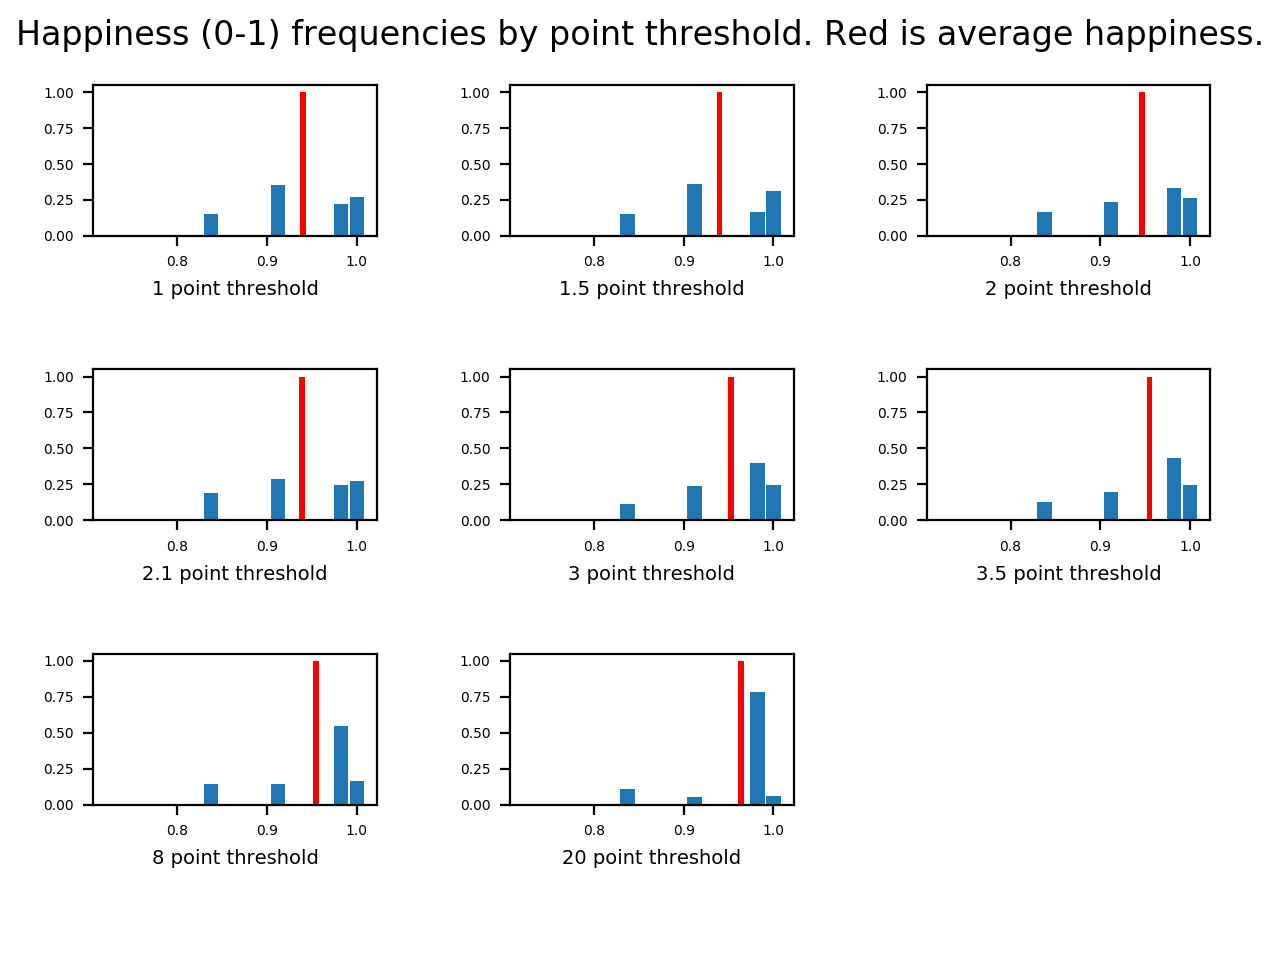 Happiness (0-1) frequencies by point threshold. Red is average happiness.
1.00 1.00 1.00
0.75 0.75 0.75
0.50 0.50 0.50
0.25 0.25 0.25
0.00 0.00 0.00
0.8 0.9 1.0 0.8 0.9 1.0 0.8 0.9 1.0
1 point threshold 1.5 point threshold 2 point threshold
1.00 1.00 1.00
0.75 0.75 0.75
0.50 0.50 0.50
0.25 0.25 0.25
0.00 0.00 0.00
0.8 0.9 1.0 0.8 0.9 1.0 0.8 0.9 1.0
2.1 point threshold 3 point threshold 3.5 point threshold
1.00 1.00
0.75 0.75
0.50 0.50
0.25 0.25
0.00 0.00
0.8 0.9 1.0 0.8 0.9 1.0
8 point threshold 20 point threshold